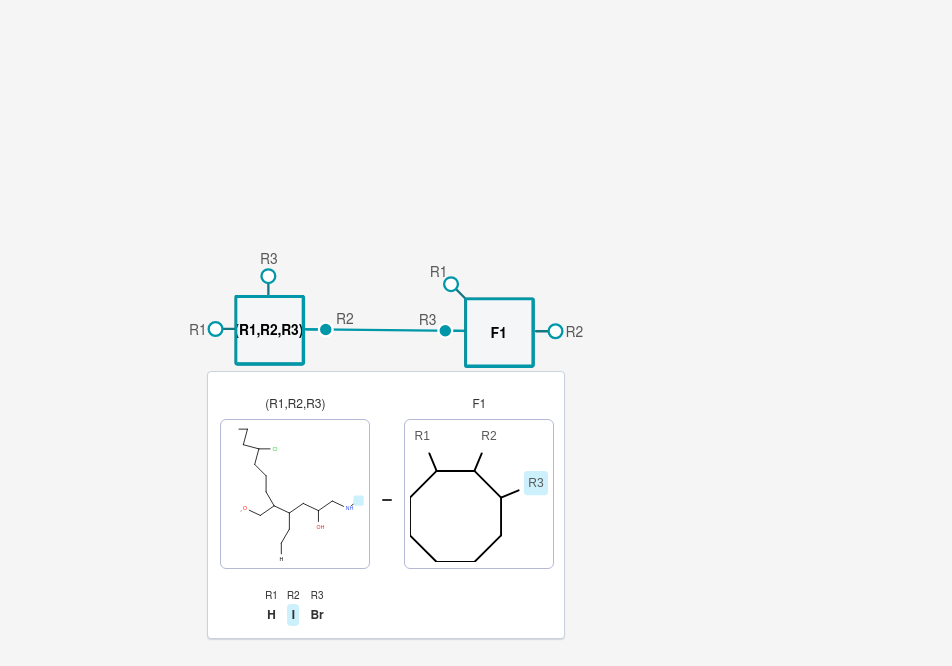 R3
R1
R1 (R1,R2,R3) R2 R3 F1 R2
(R1,R2,R3) F1
R1 R2
Cl
R3
O NH
OH
H
R1 R2 R3
H I Br